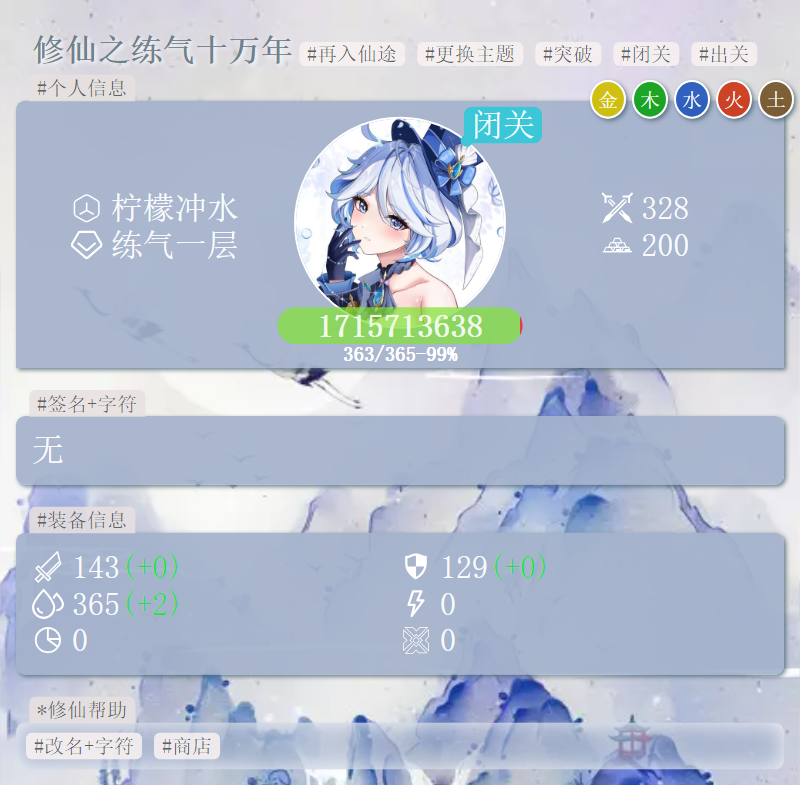 修仙之练气十万年 #再入仙途 #更换主题 #突破 #闭关 #出关
#个人信息
金 木 水 火 土
闭关
柠檬冲水 328
练气一层 200
1715713638
363/365-99%
#签名+字符
无
#装备信息
143(+0) 129(+0)
365(+2) 0
0 0
*修仙帮助
#改名+字符 #商店